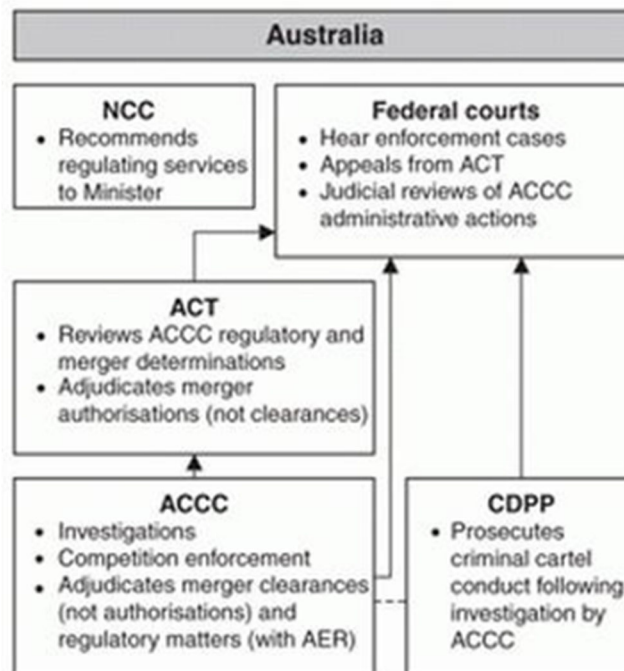 Australia
NCC
• Recommends
regulating services
to Minister
Federal courts
• Hear enforcement cases
• Appeals from ACT
• Judicial reviews of ACCC
administrative actions
ACT
• Reviews ACCC regulatory and
merger determinations
• Adjudicates merger
authorisations (not clearances)
ACCC
• Investigations
• Competition enforcement
• Adjudicates merger clearances
(not authorisations) and
regulatory matters (with AER)
CDPP
• Prosecutes
criminal cartel
conduct following
investigation by
ACCC